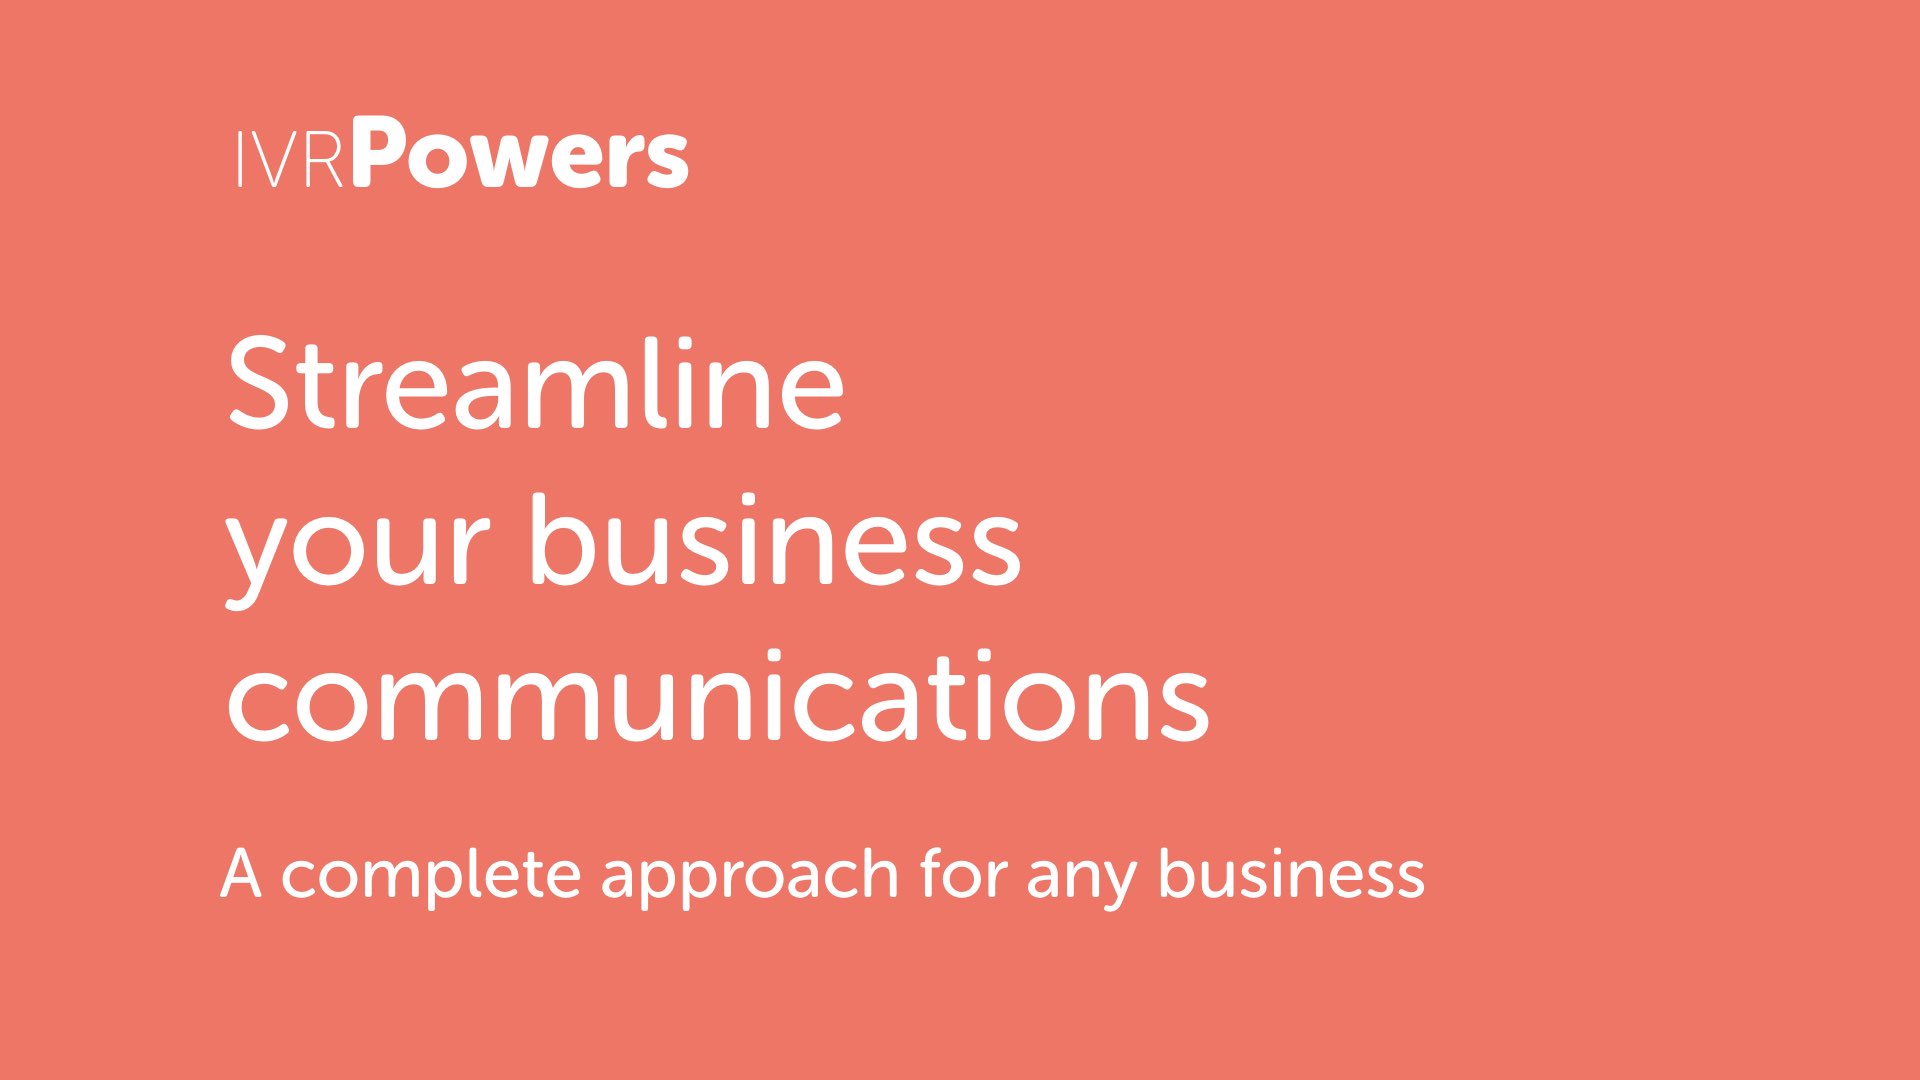 IVRPowers
Streamline
your business
communications
A complete approach for any business